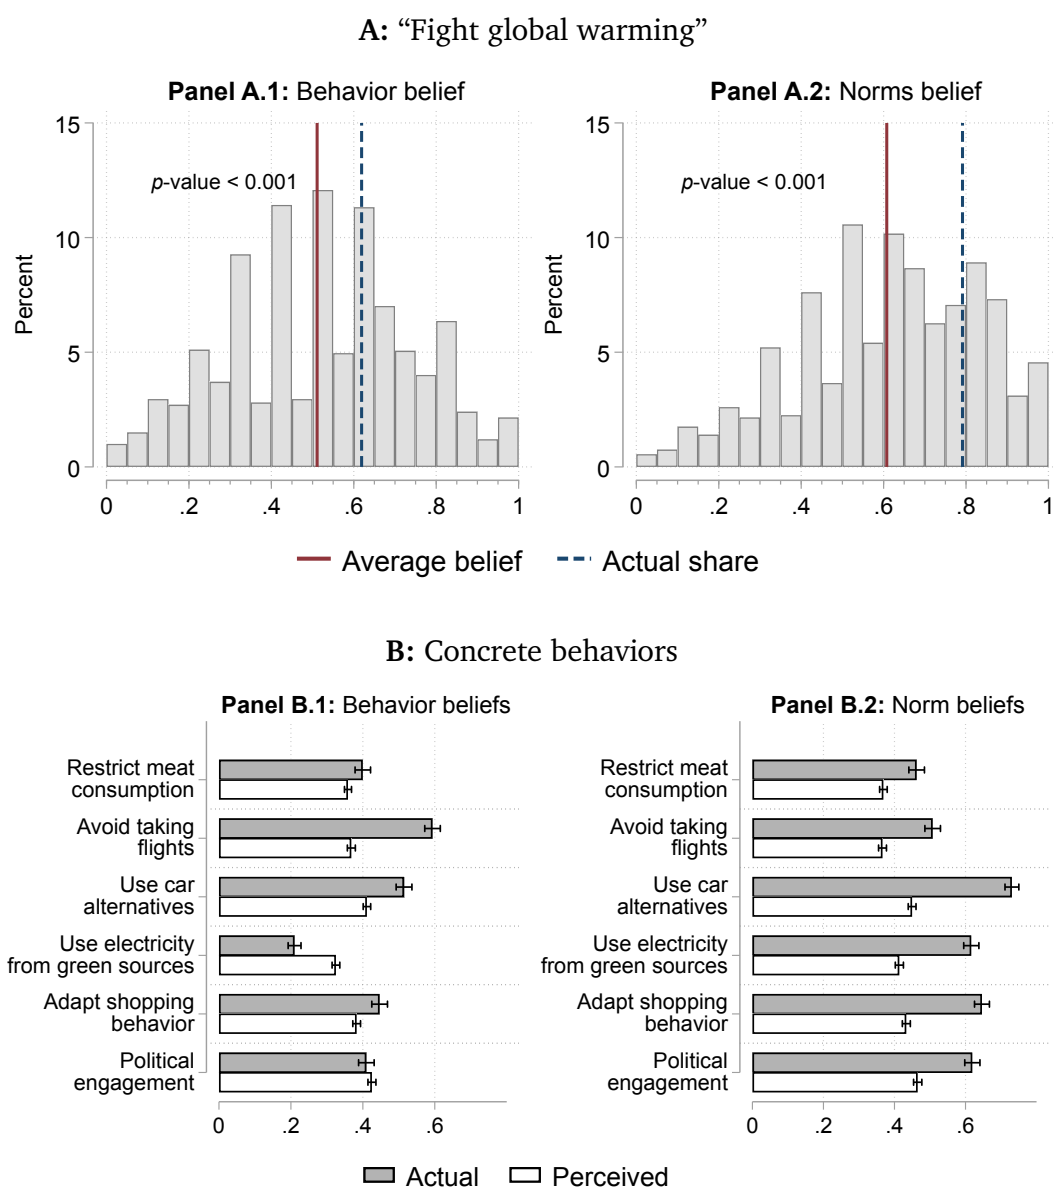 A: “Fight global warming”
Panel A.1: Behavior belief
15
10
5
0
Percent
p-value < 0.001
0 .2 .4 .6 .8 1
Panel A.2: Norms belief
15
10
5
0
Percent
p-value < 0.001
0 .2 .4 .6 .8 1
Average belief Actual share
B: Concrete behaviors
Panel B.1: Behavior beliefs
Restrict meat
consumption
Avoid taking
flights
Use car
alternatives
Use electricity
from green sources
Adapt shopping
behavior
Political
engagement
0 .2 .4 .6
Panel B.2: Norm beliefs
Restrict meat
consumption
Avoid taking
flights
Use car
alternatives
Use electricity
from green sources
Adapt shopping
behavior
Political
engagement
0 .2 .4 .6
Actual Perceived